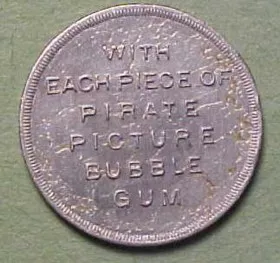 WITH
EACH PIECE OF
PIRATE
PICTURE
BUBBLE
GUM